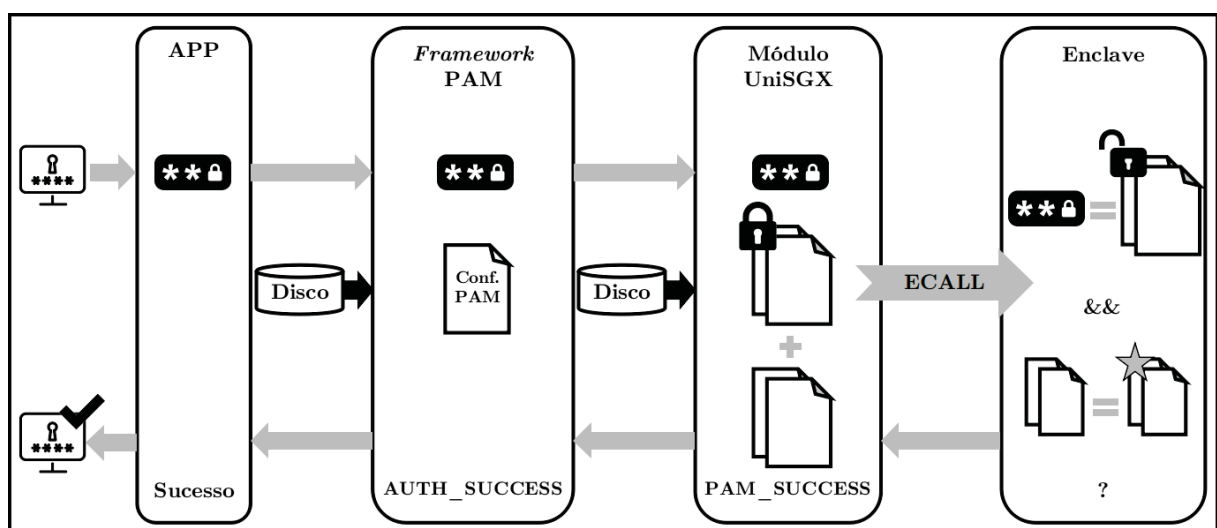 APP
Framework
PAM
Módulo
UniSGX
Enclave
****
**
**
**
**
=
Disco
Conf.
PAM
Disco
ECALL
&&
+
=
****
Sucesso
AUTH_SUCCESS
PAM_SUCCESS
?